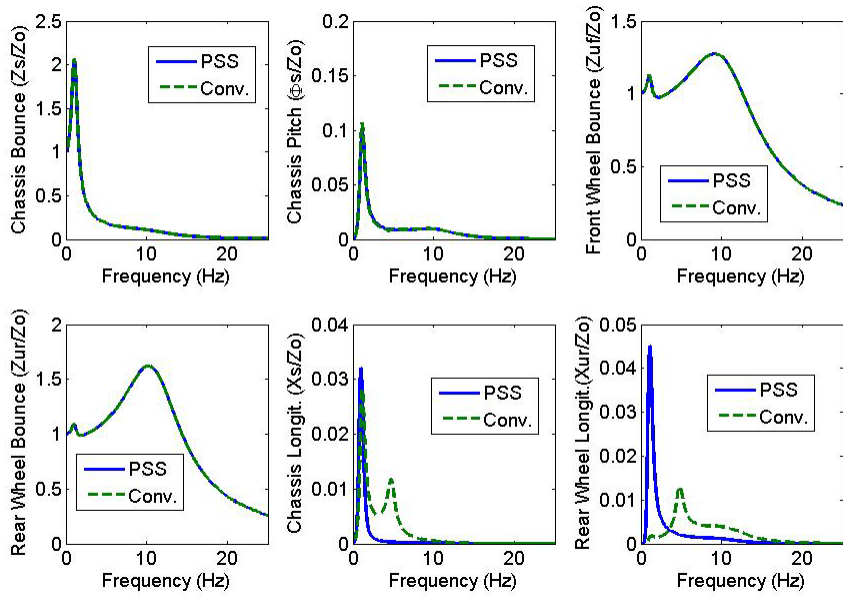 Chassis Bounce (Zs/Zo)
2.5
2
1.5
1
0.5
0
0 10 20
Frequency (Hz)
PSS
Conv.
Chassis Pitch (Φs/Zo)
0.2
0.15
0.1
0.05
0
0 10 20
Frequency (Hz)
PSS
Conv.
Front Wheel Bounce (Zuf/Zo)
1.5
1
0.5
0
0 10 20
Frequency (Hz)
PSS
Conv.
Rear Wheel Bounce (Zur/Zo)
2
1.5
1
0.5
0
0 10 20
Frequency (Hz)
PSS
Conv.
Chassis Longit. (Xs/Zo)
0.04
0.03
0.02
0.01
0
0 10 20
Frequency (Hz)
PSS
Conv.
Rear Wheel Longit.(Xur/Zo)
0.05
0.04
0.03
0.02
0.01
0
0 10 20
Frequency (Hz)
PSS
Conv.